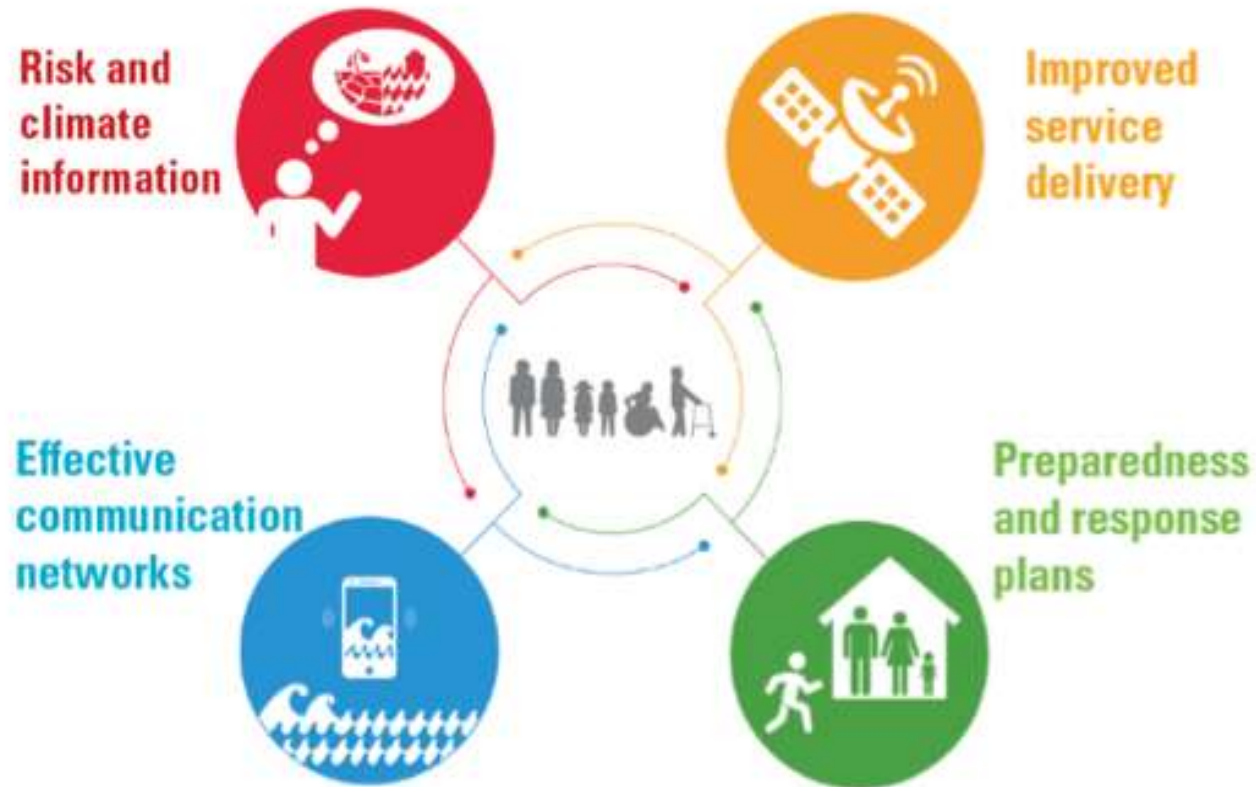 Risk and
climate
information
Improved
service
delivery
Effective
communication
networks
Preparedness
and response
plans